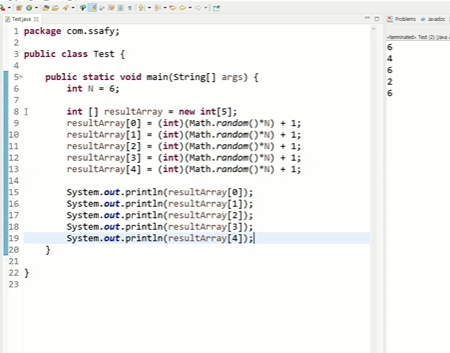 Test.java
1 package com.ssafy;
2
3 public class Test {
4
5 public static void main(String[] args) {
6 int N = 6;
7
8 int [] resultArray = new int[5];
9 resultArray[0] = (int)(Math.random()*N) + 1;
10 resultArray[1] = (int)(Math.random()*N) + 1;
11 resultArray[2] = (int)(Math.random()*N) + 1;
12 resultArray[3] = (int)(Math.random()*N) + 1;
13 resultArray[4] = (int)(Math.random()*N) + 1;
14
15 System.out.println(resultArray[0]);
16 System.out.println(resultArray[1]);
17 System.out.println(resultArray[2]);
18 System.out.println(resultArray[3]);
19 System.out.println(resultArray[4]);
20 }
21
22 }
23
Problems Javadoc
<terminated> Test (2) [Java A
6
4
6
2
6